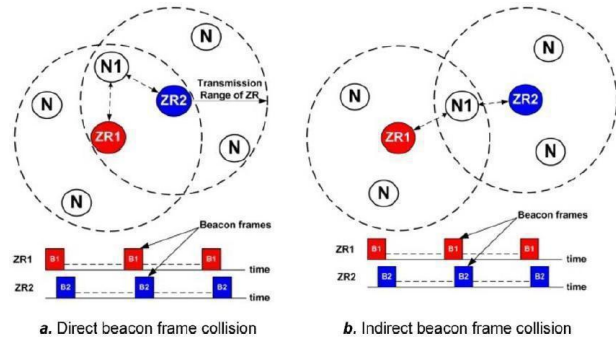 N
N1
N
ZR2
Transmission
Range of ZR
ZR1
N
N
Beacon frames
ZR1
B1
B1
B1
time
ZR2
B2
B2
B2
time
a. Direct beacon frame collision
N
N
N1
ZR2
ZR1
N
N
Beacon frames
ZR1
B1
B1
B1
time
ZR2
B2
B2
B2
time
b. Indirect beacon frame collision